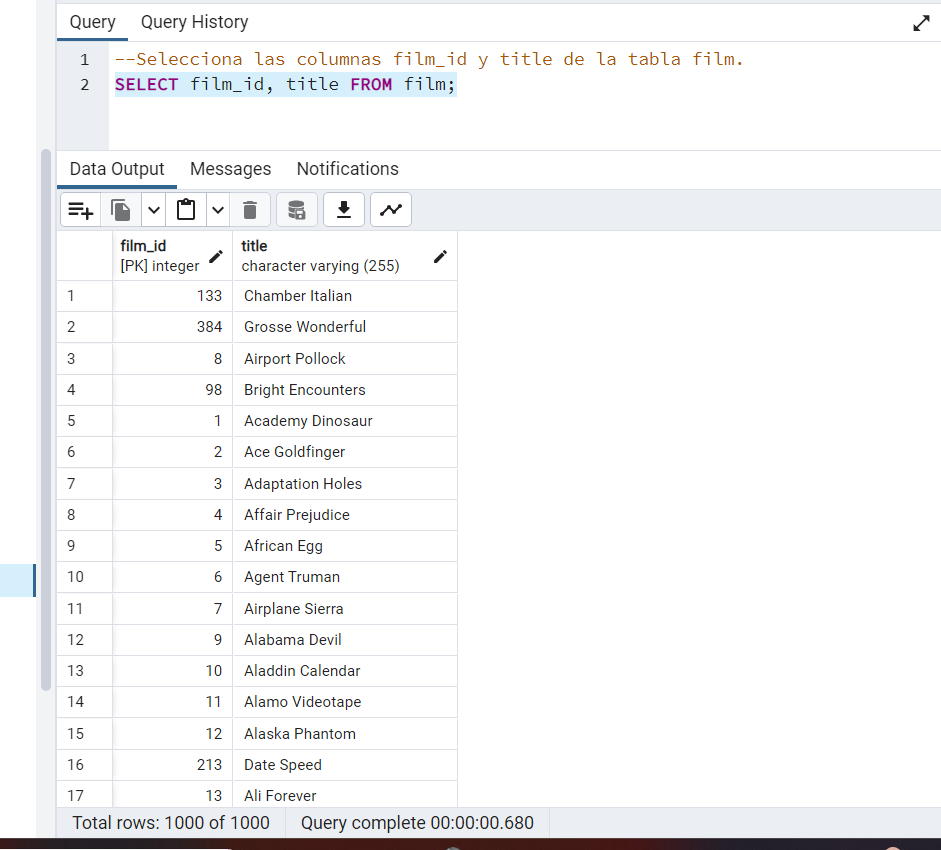 Query Query History
1 --Selecciona las columnas film_id y title de la tabla film.
2 SELECT film_id, title FROM film;
Data Output Messages Notifications
film_id title
[PK] integer character varying (255)
1 133 Chamber Italian
2 384 Grosse Wonderful
3 8 Airport Pollock
4 98 Bright Encounters
5 1 Academy Dinosaur
6 2 Ace Goldfinger
7 3 Adaptation Holes
8 4 Affair Prejudice
9 5 African Egg
10 6 Agent Truman
11 7 Airplane Sierra
12 9 Alabama Devil
13 10 Aladdin Calendar
14 11 Alamo Videotape
15 12 Alaska Phantom
16 213 Date Speed
17 13 Ali Forever
Total rows: 1000 of 1000 Query complete 00:00:00.680